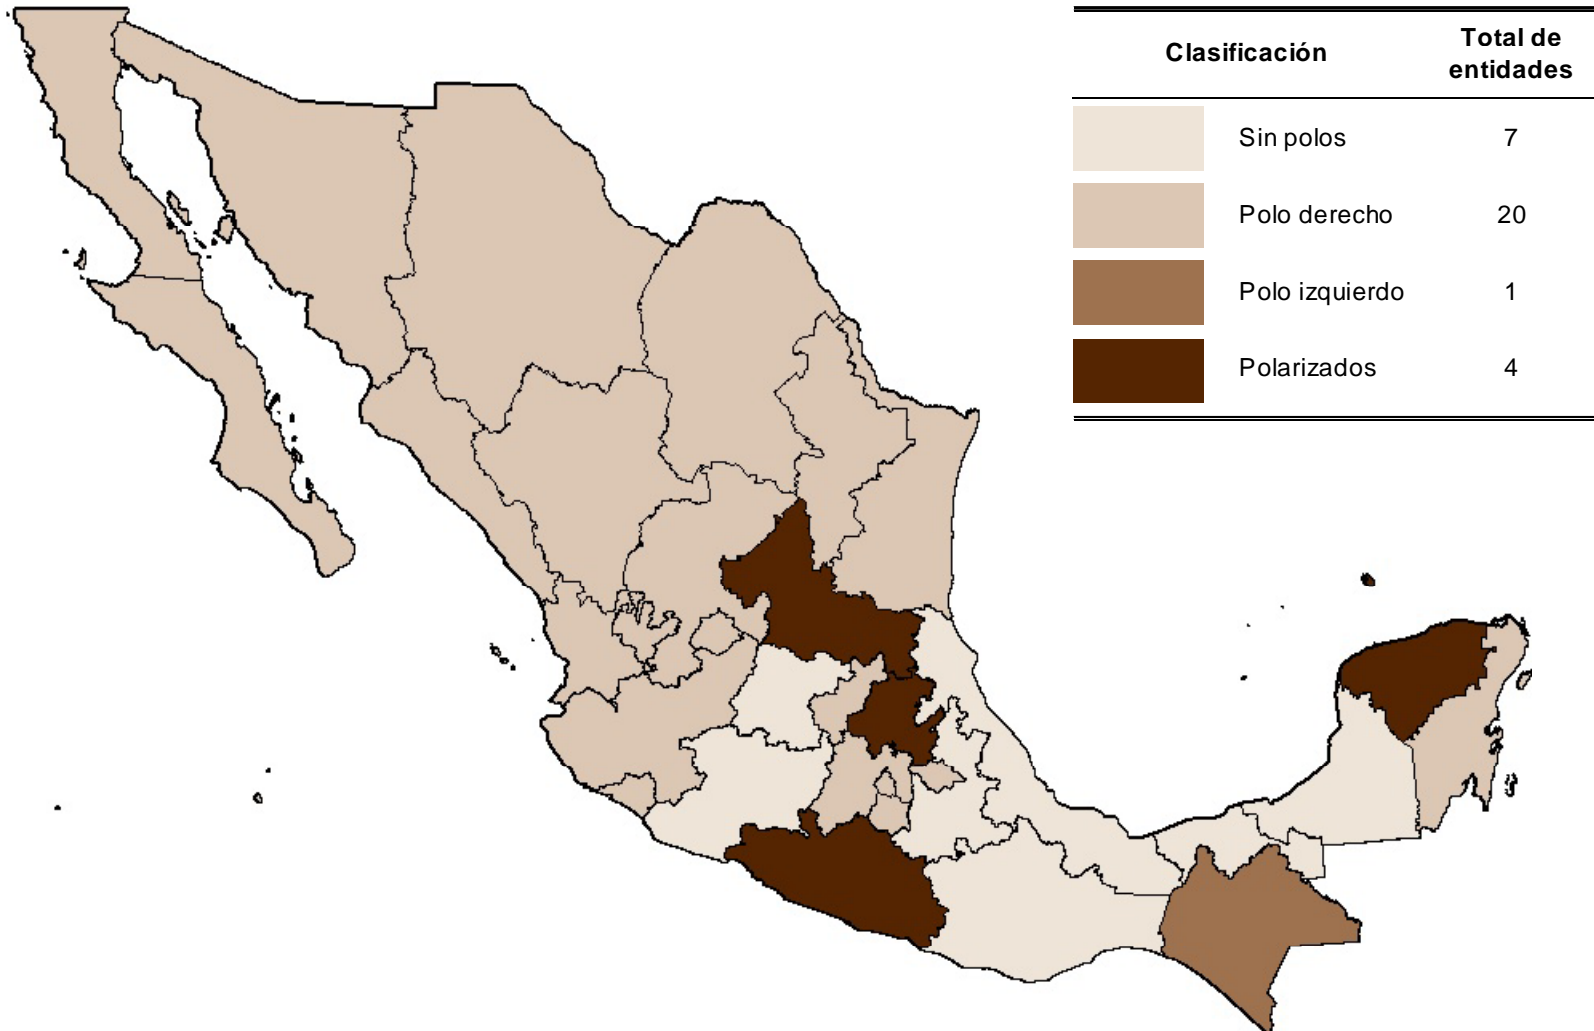 Clasificación Total de entidades
Sin polos 7
Polo derecho 20
Polo izquierdo 1
Polarizados 4